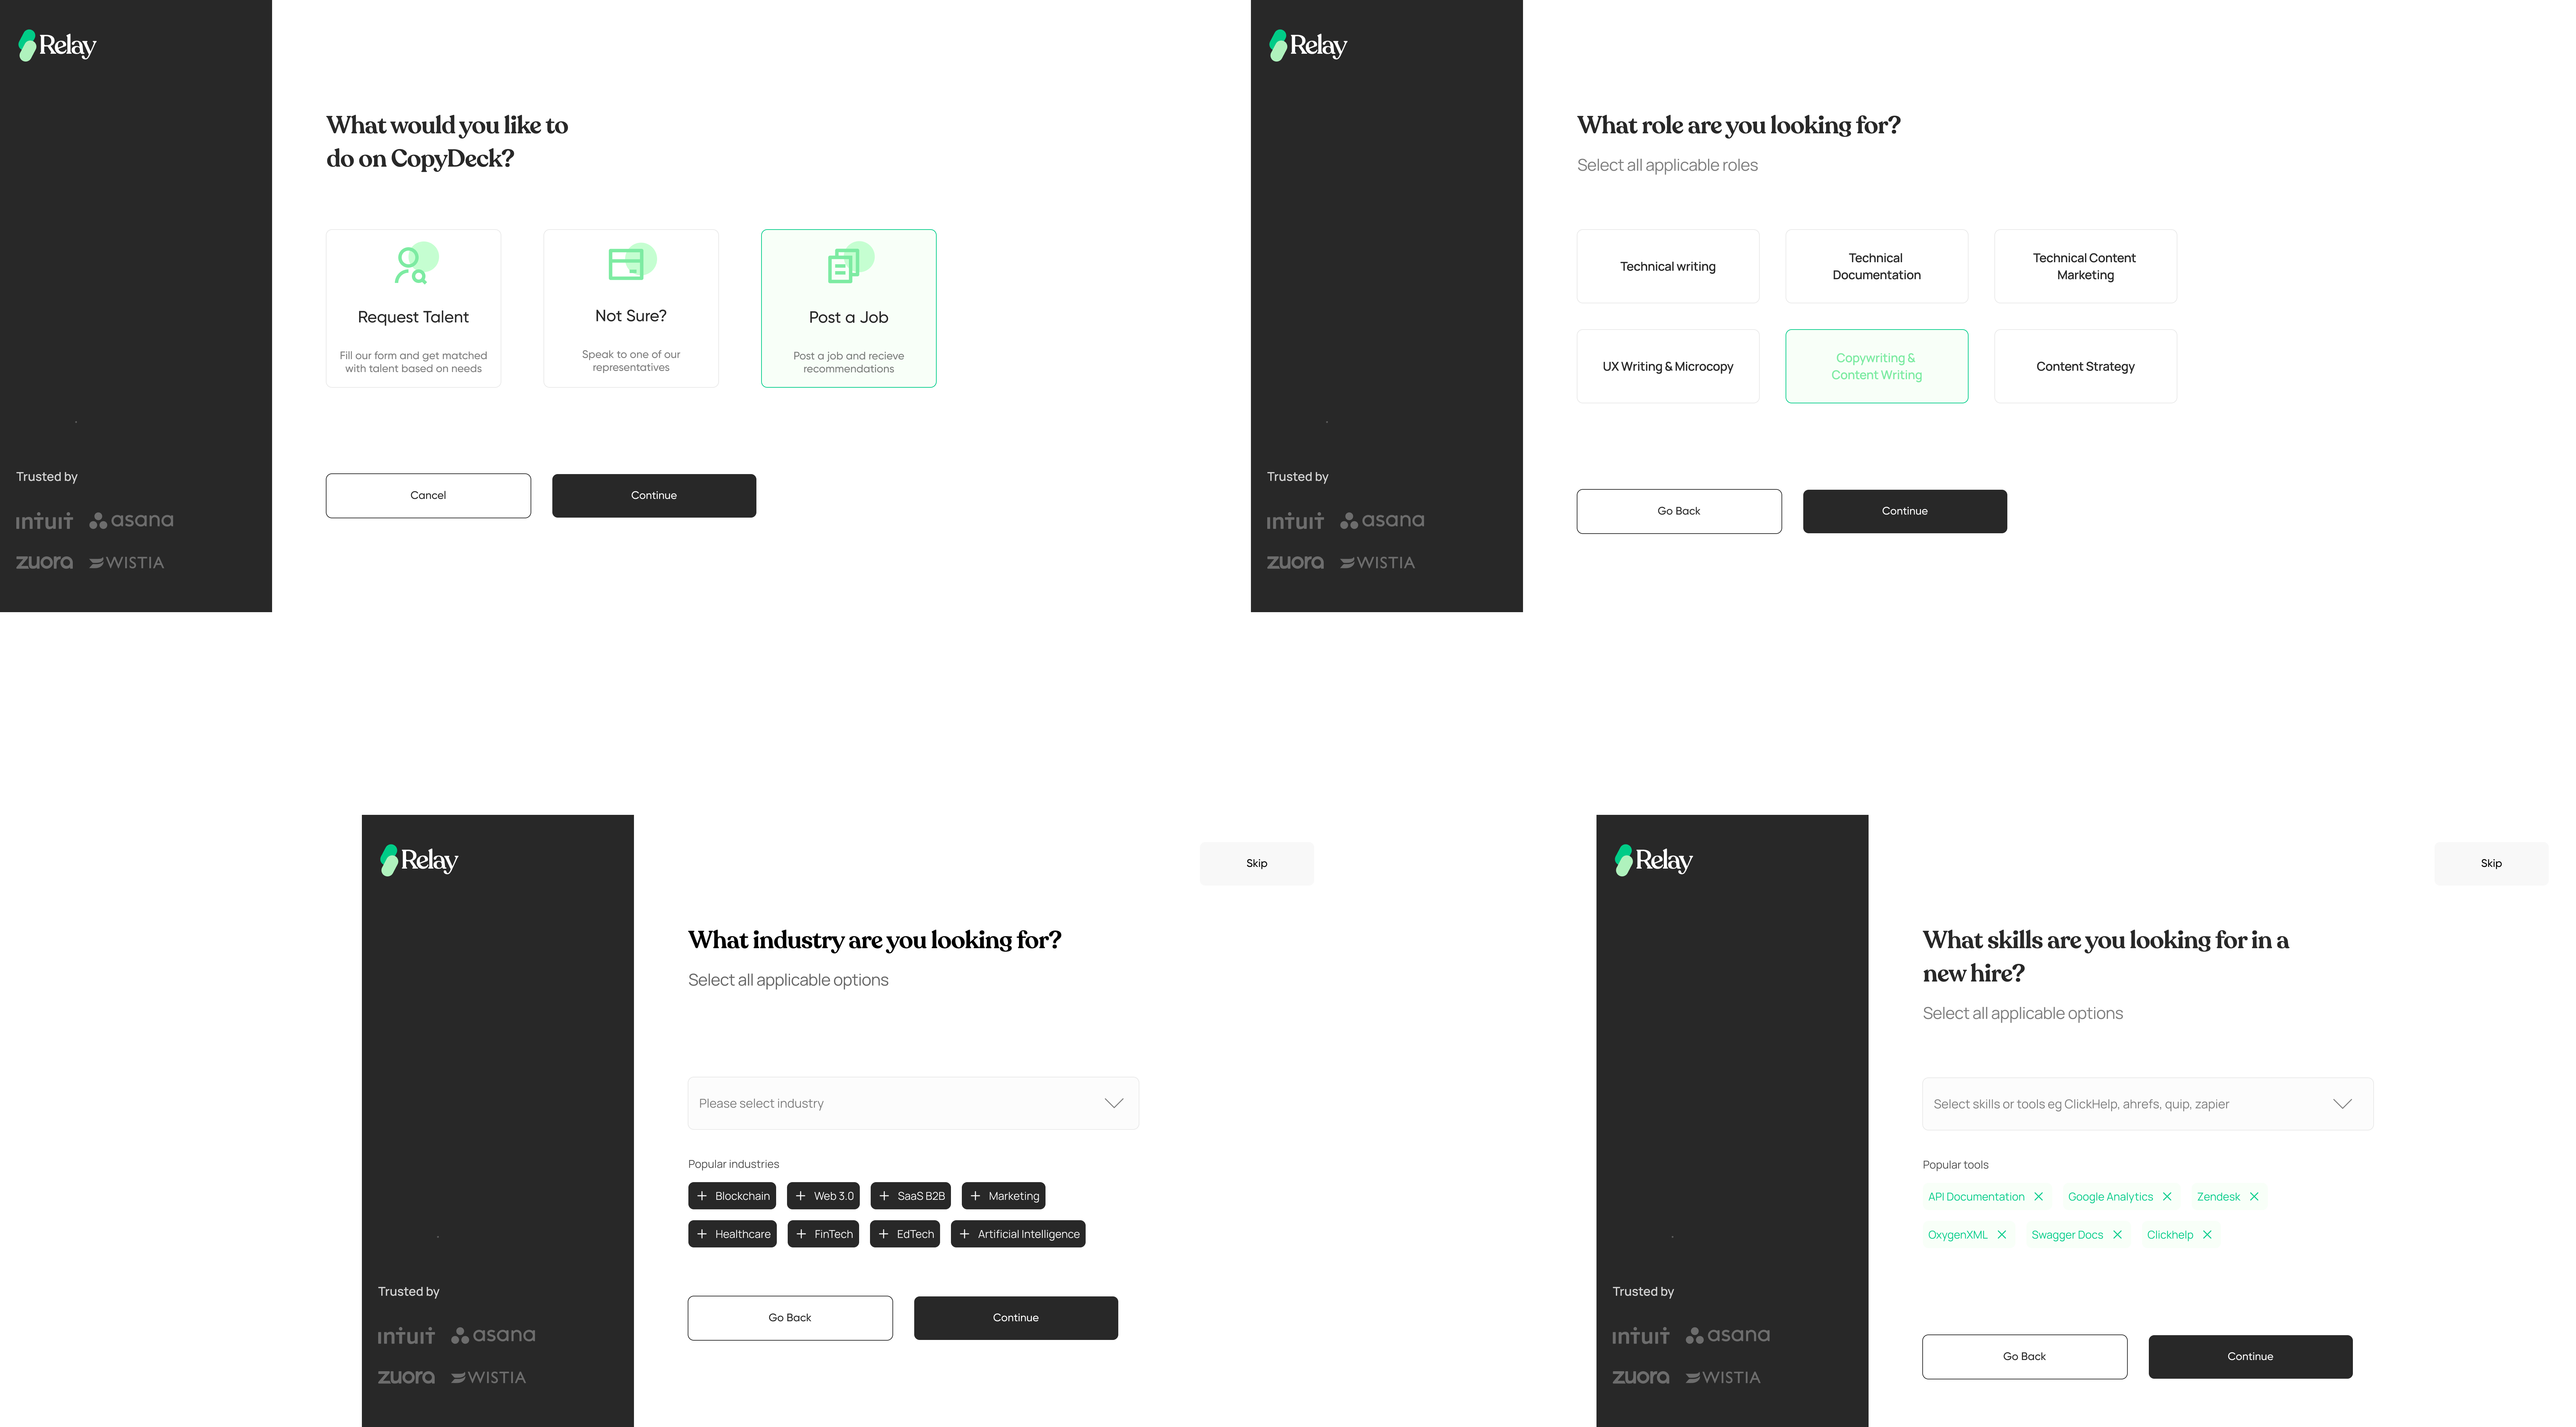 Relay
What would you like to
do on CopyDeck?
Request Talent
Fill our form and get matched
with talent based on needs
Not Sure?
Speak to one of our
representatives
Post a Job
Post a job and recieve
recommendations
Cancel
Continue
Trusted by
intuit
asana
zuora
WISTIA
Relay
What role are you looking for?
Select all applicable roles
Technical writing
Technical
Documentation
Technical Content
Marketing
UX Writing & Microcopy
Copywriting &
Content Writing
Content Strategy
Go Back
Continue
Trusted by
intuit
asana
zuora
WISTIA
Relay
Skip
What industry are you looking for?
Select all applicable options
Please select industry
Popular industries
Blockchain
Web 3.0
SaaS B2B
Marketing
Healthcare
FinTech
EdTech
Artificial Intelligence
Go Back
Continue
Trusted by
intuit
asana
zuora
WISTIA
Relay
Skip
What skills are you looking for in a
new hire?
Select all applicable options
Select skills or tools eg ClickHelp, ahrefs, quip, zapier
Popular tools
API Documentation
Google Analytics
Zendesk
OxygenXML
Swagger Docs
Clickhelp
Go Back
Continue
Trusted by
intuit
asana
zuora
WISTIA